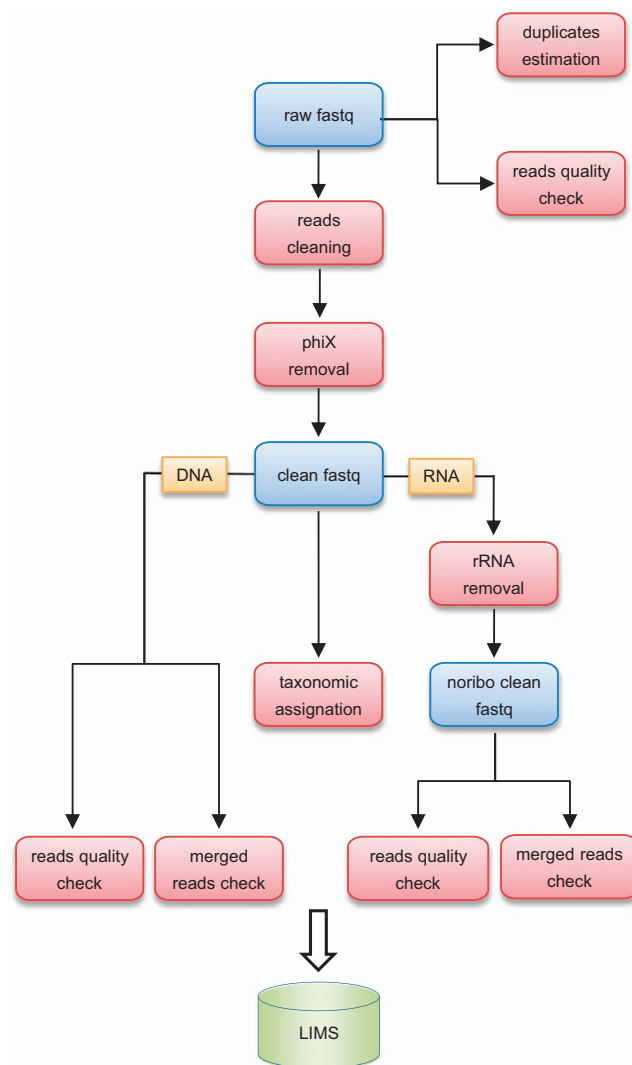 duplicates
estimation
raw fastq
reads quality
check
reads
cleaning
phiX
removal
DNA
clean fastq
RNA
rRNA
removal
taxonomic
assignation
noribo clean
fastq
reads quality
check
merged
reads check
reads quality
check
merged reads
check
LIMS